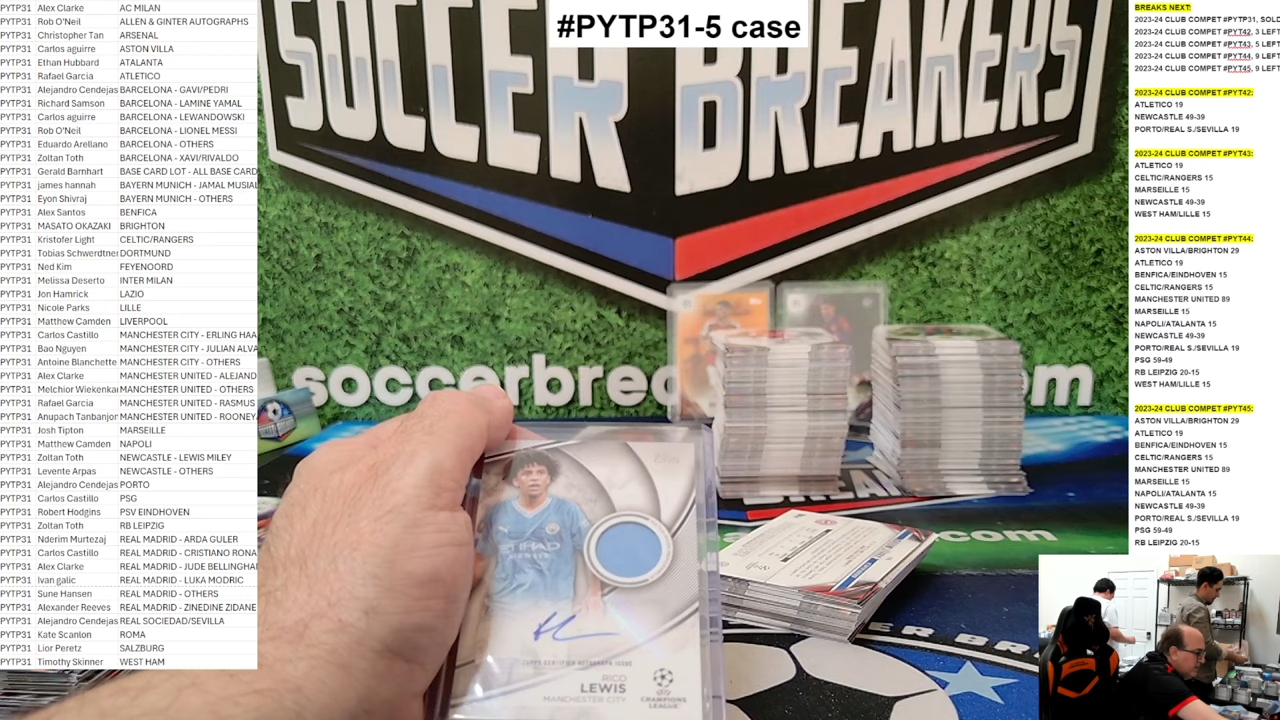 #PYTP31-5 case
PYTP31 Alex Clarke AC MILAN
PYTP31 Rob O'Neil ALLEN & GINTER AUTOGRAPHS
PYTP31 Christopher Tan ARSENAL
PYTP31 Carlos aguirre ASTON VILLA
PYTP31 Ethan Hubbard ATALANTA
PYTP31 Rafael Garcia ATLETICO
PYTP31 Alejandro Cendejas BARCELONA - GAVI/PEDRI
PYTP31 Richard Samson BARCELONA - LAMINE YAMAL
PYTP31 Carlos aguirre BARCELONA - LEWANDOWSKI
PYTP31 Rob O'Neil BARCELONA - LIONEL MESSI
PYTP31 Eduardo Arellano BARCELONA - OTHERS
PYTP31 Zoltan Toth BARCELONA - XAVI/RIVALDO
PYTP31 Gerald Barnhart BASE CARD LOT - ALL BASE CARD
PYTP31 james hannah BAYERN MUNICH - JAMAL MUSIAL
PYTP31 Eyon Shivraj BAYERN MUNICH - OTHERS
PYTP31 Alex Santos BENFICA
PYTP31 MASATO OKAZAKI BRIGHTON
PYTP31 Kristofer Light CELTIC/RANGERS
PYTP31 Tobias Schwerdtner DORTMUND
PYTP31 Ned Kim FEYENOORD
PYTP31 Melissa Deserto INTER MILAN
PYTP31 Jon Hamrick LAZIO
PYTP31 Nicole Parks LILLE
PYTP31 Matthew Camden LIVERPOOL
PYTP31 Carlos Castillo MANCHESTER CITY - ERLING HAA
PYTP31 Bao Nguyen MANCHESTER CITY - JULIAN ALVA
PYTP31 Antoine Blanchette MANCHESTER CITY - OTHERS
PYTP31 Alex Clarke MANCHESTER UNITED - ALEJAND
PYTP31 Melchior Wiekenka MANCHESTER UNITED - OTHERS
PYTP31 Rafael Garcia MANCHESTER UNITED - RASMUS
PYTP31 Anupach Tanbanjor MANCHESTER UNITED - ROONEY
PYTP31 Josh Tipton MARSEILLE
PYTP31 Matthew Camden NAPOLI
PYTP31 Zoltan Toth NEWCASTLE - LEWIS MILEY
PYTP31 Levente Arpas NEWCASTLE - OTHERS
PYTP31 Alejandro Cendejas PORTO
PYTP31 Carlos Castillo PSG
PYTP31 Robert Hodgins PSV EINDHOVEN
PYTP31 Zoltan Toth RB LEIPZIG
PYTP31 Nderim Murtezaj REAL MADRID - ARDA GULER
PYTP31 Carlos Castillo REAL MADRID - CRISTIANO RONA
PYTP31 Alex Clarke REAL MADRID - JUDE BELLINGHA
PYTP31 Ivan galic REAL MADRID - LUKA MODRIC
PYTP31 Sune Hansen REAL MADRID - OTHERS
PYTP31 Alexander Reeves REAL MADRID - ZINEDINE ZIDANE
PYTP31 Alejandro Cendejas REAL SOCIEDAD/SEVILLA
PYTP31 Kate Scanlon ROMA
PYTP31 Lior Peretz SALZBURG
PYTP31 Timothy Skinner WEST HAM
SOCCER BREAKERS
soccerbrea om
TOPPS CERTIFIED AUTOGRAPH ISSUE
RICO
LEWIS
MANCHESTER CITY
UEFA
CHAMPIONS
LEAGUE
BREAKS NEXT:
2023-24 CLUB COMPET #PYTP31, SOLD
2023-24 CLUB COMPET #PYT42, 3 LEFT
2023-24 CLUB COMPET #PYT43, 5 LEFT
2023-24 CLUB COMPET #PYT44, 9 LEFT
2023-24 CLUB COMPET #PYT45, 9 LEFT
2023-24 CLUB COMPET #PYT42:
ATLETICO 19
NEWCASTLE 49-39
PORTO/REAL S./SEVILLA 19
2023-24 CLUB COMPET #PYT43:
ATLETICO 19
CELTIC/RANGERS 15
MARSEILLE 15
NEWCASTLE 49-39
WEST HAM/LILLE 15
2023-24 CLUB COMPET #PYT44:
ASTON VILLA/BRIGHTON 29
ATLETICO 19
BENFICA/EINDHOVEN 15
CELTIC/RANGERS 15
MANCHESTER UNITED 89
MARSEILLE 15
NAPOLI/ATALANTA 15
NEWCASTLE 49-39
PORTO/REAL S./SEVILLA 19
PSG 59-49
RB LEIPZIG 20-15
WEST HAM/LILLE 15
2023-24 CLUB COMPET #PYT45:
ASTON VILLA/BRIGHTON 29
ATLETICO 19
BENFICA/EINDHOVEN 15
CELTIC/RANGERS 15
MANCHESTER UNITED 89
MARSEILLE 15
NAPOLI/ATALANTA 15
NEWCASTLE 49-39
PORTO/REAL S./SEVILLA 19
PSG 59-49
RB LEIPZIG 20-15